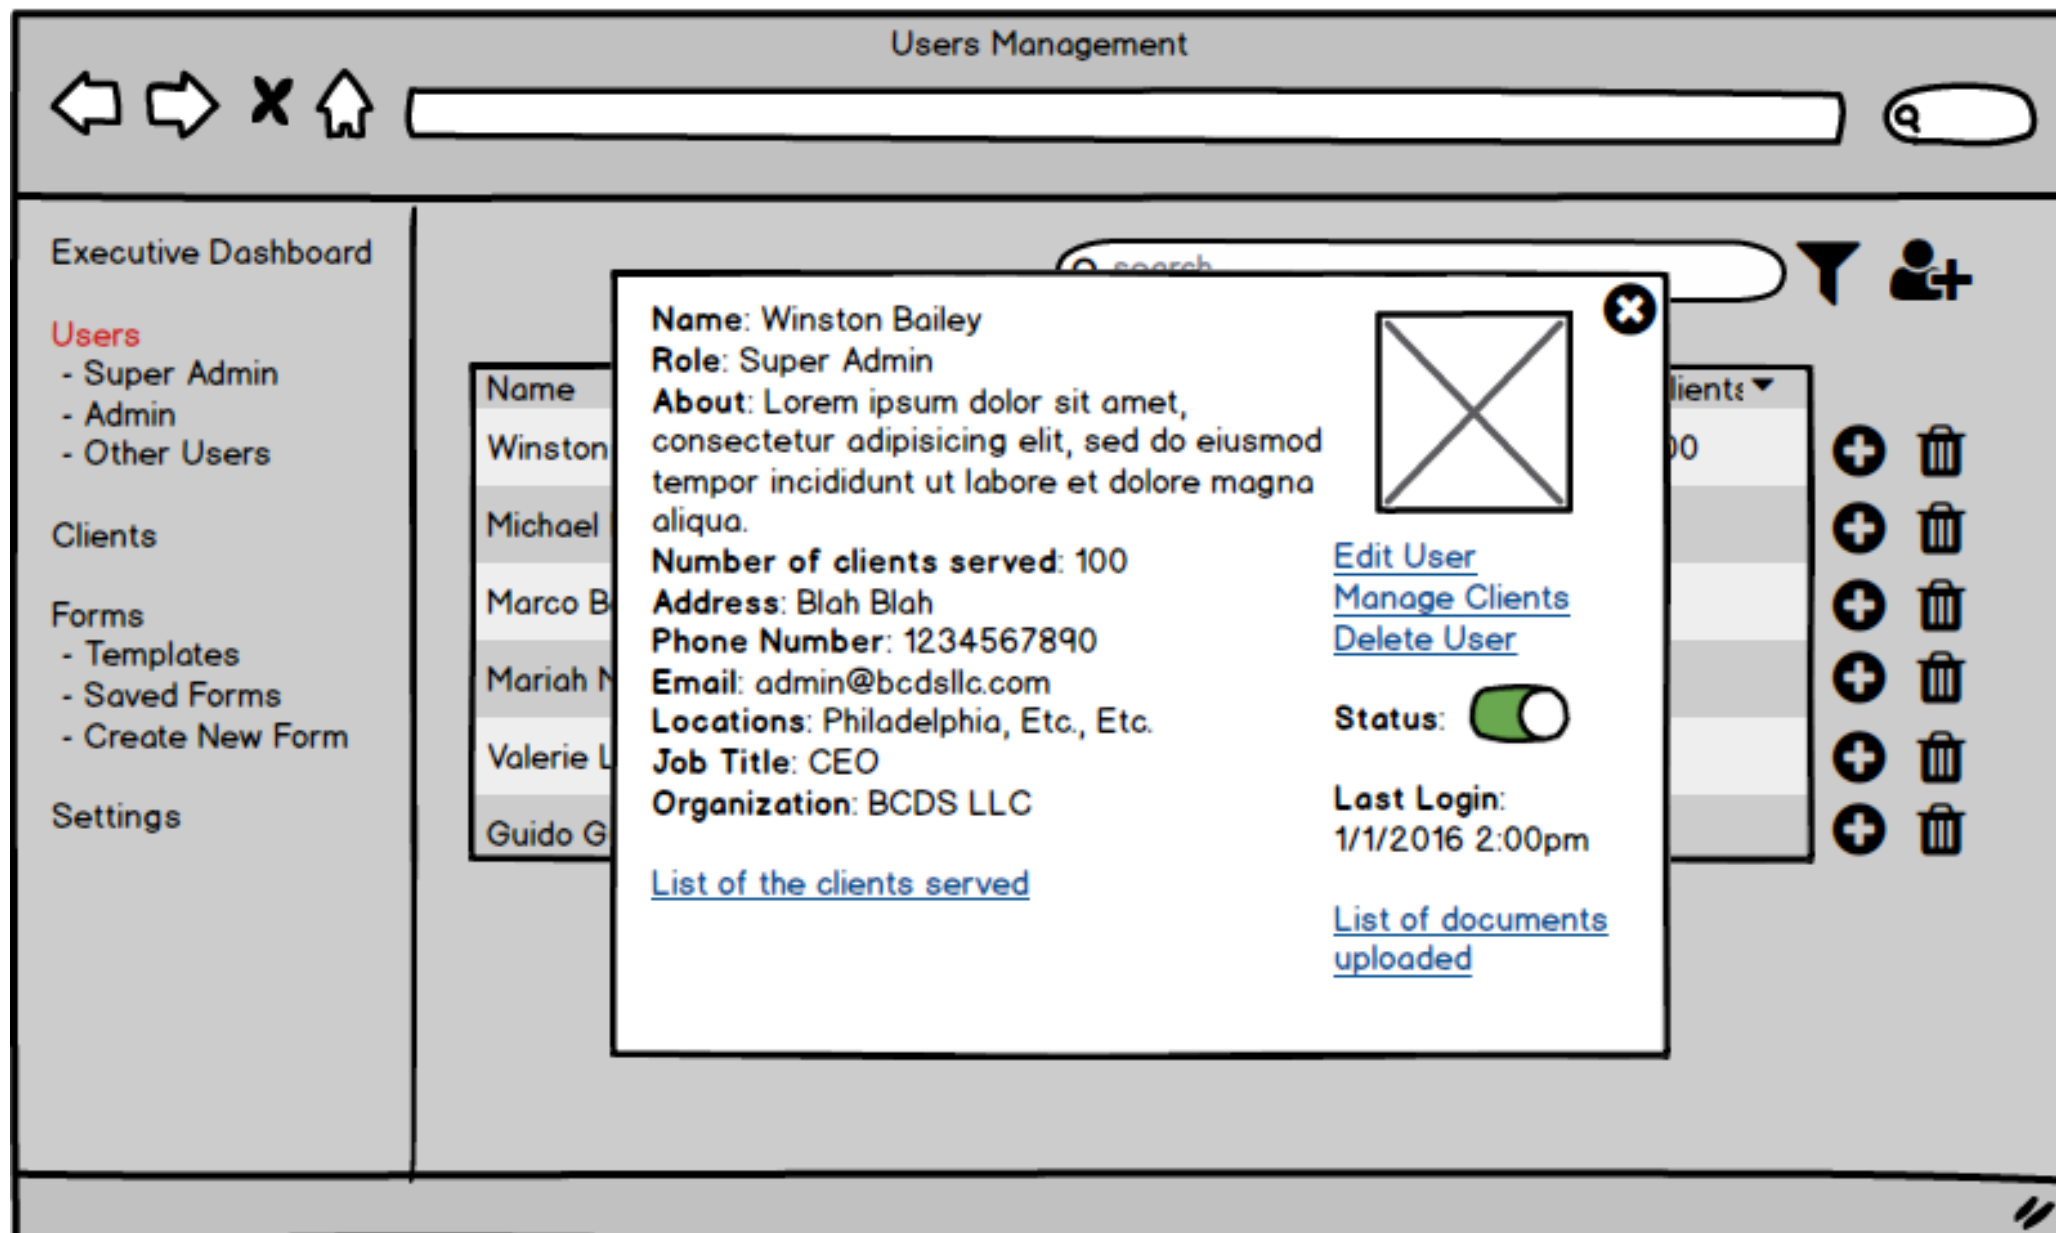 Users Management
Executive Dashboard
Users
- Super Admin
- Admin
- Other Users
Clients
Forms
- Templates
- Saved Forms
- Create New Form
Settings
search
Name
Winston
Michael
Marco B
Mariah N
Valerie L
Guido G
Name: Winston Bailey
Role: Super Admin
About: Lorem ipsum dolor sit amet,
consectetur adipisicing elit, sed do eiusmod
tempor incididunt ut labore et dolore magna
aliqua.
Number of clients served: 100
Address: Blah Blah
Phone Number: 1234567890
Email: admin@bcdsllc.com
Locations: Philadelphia, Etc., Etc.
Job Title: CEO
Organization: BCDS LLC
List of the clients served
Edit User
Manage Clients
Delete User
Status:
Last Login:
1/1/2016 2:00pm
List of documents
uploaded
lients
00